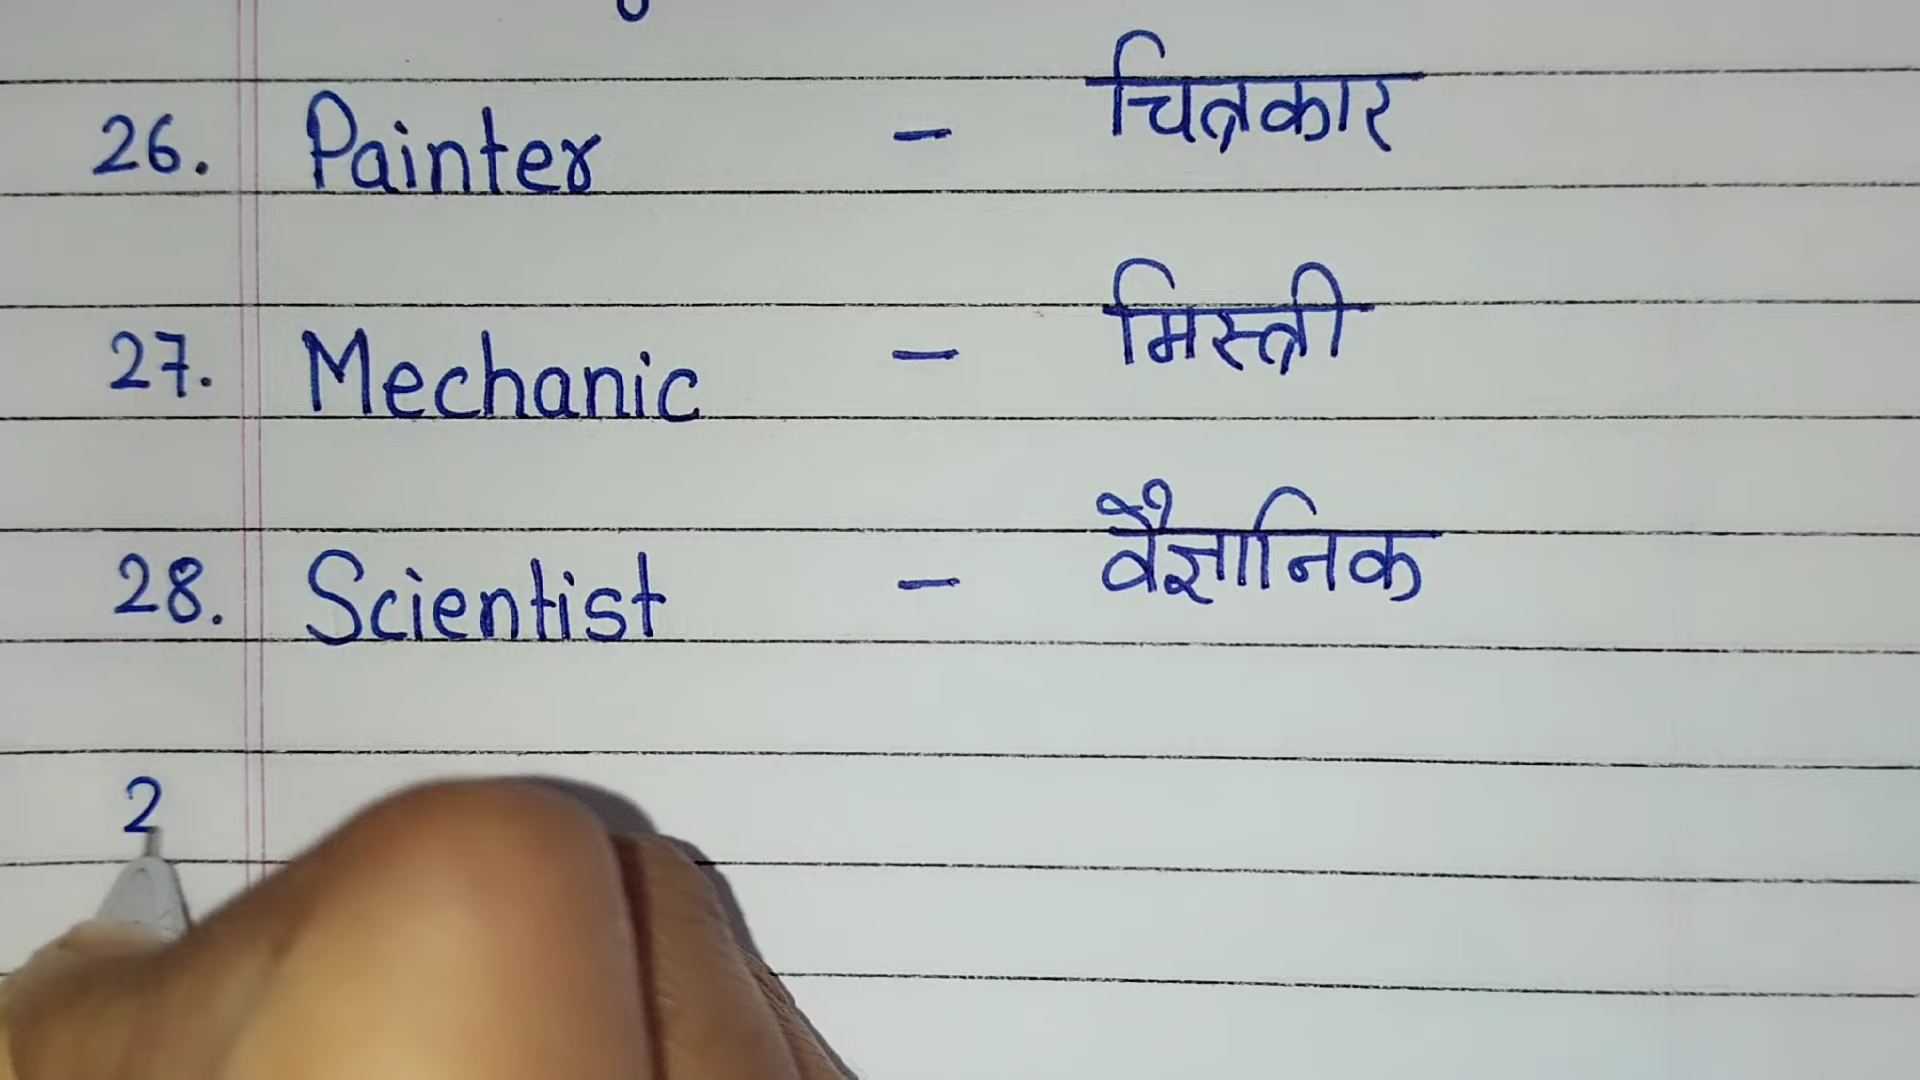 26. Painter - चित्रकार
27. Mechanic - मिस्त्री
28. Scientist - वैज्ञानिक
2